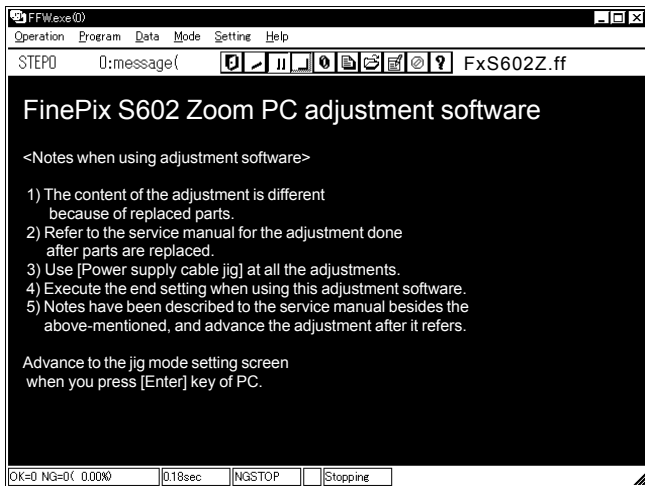 FFW.exe(0)
Operation Program Data Mode Setting Help
STEP0 0:message( FxS602Z.ff
FinePix S602 Zoom PC adjustment software
<Notes when using adjustment software>
1) The content of the adjustment is different
because of replaced parts.
2) Refer to the service manual for the adjustment done
after parts are replaced.
3) Use [Power supply cable jig] at all the adjustments.
4) Execute the end setting when using this adjustment software.
5) Notes have been described to the service manual besides the
above-mentioned, and advance the adjustment after it refers.
Advance to the jig mode setting screen
when you press [Enter] key of PC.
OK=0 NG=0( 0.00%) 0.18sec NGSTOP Stopping